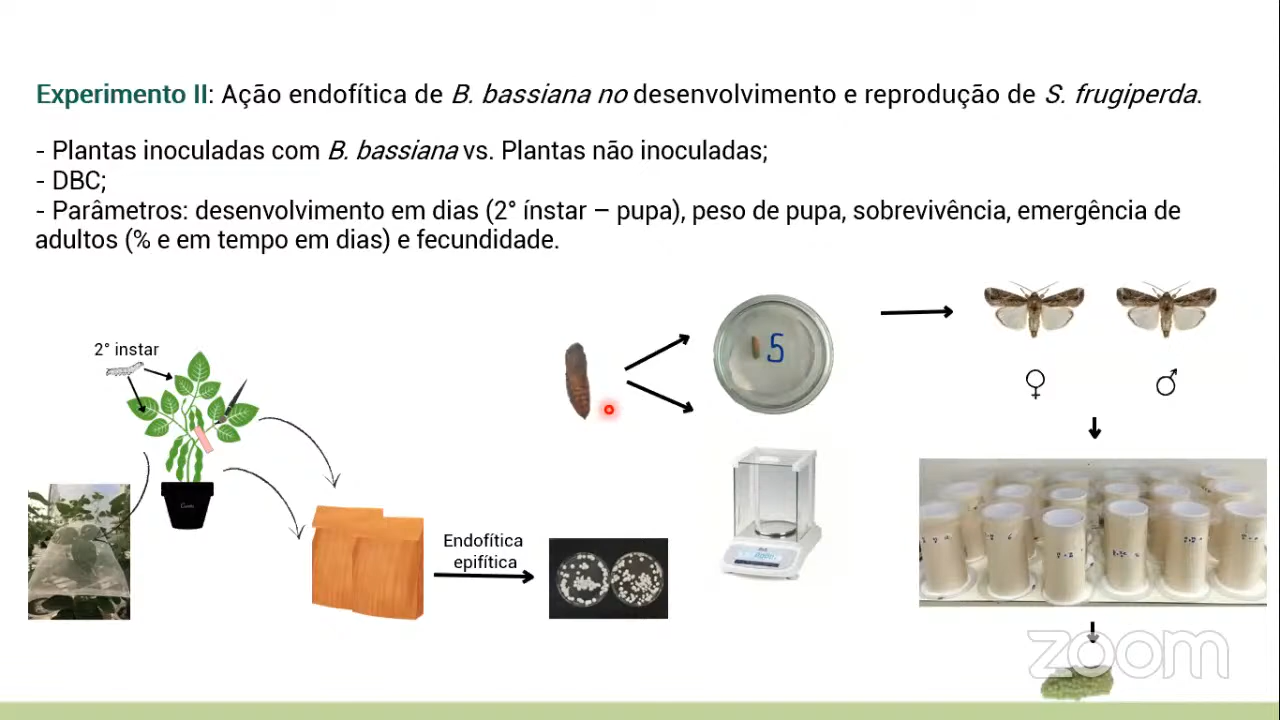 Experimento II: Ação endofítica de B. bassiana no desenvolvimento e reprodução de S. frugiperda.
- Plantas inoculadas com B. bassiana vs. Plantas não inoculadas;
- DBC;
- Parâmetros: desenvolvimento em dias (2° ínstar – pupa), peso de pupa, sobrevivência, emergência de
adultos (% e em tempo em dias) e fecundidade.
2° instar
5
♀ ♂
Endofítica
epifítica
zoom